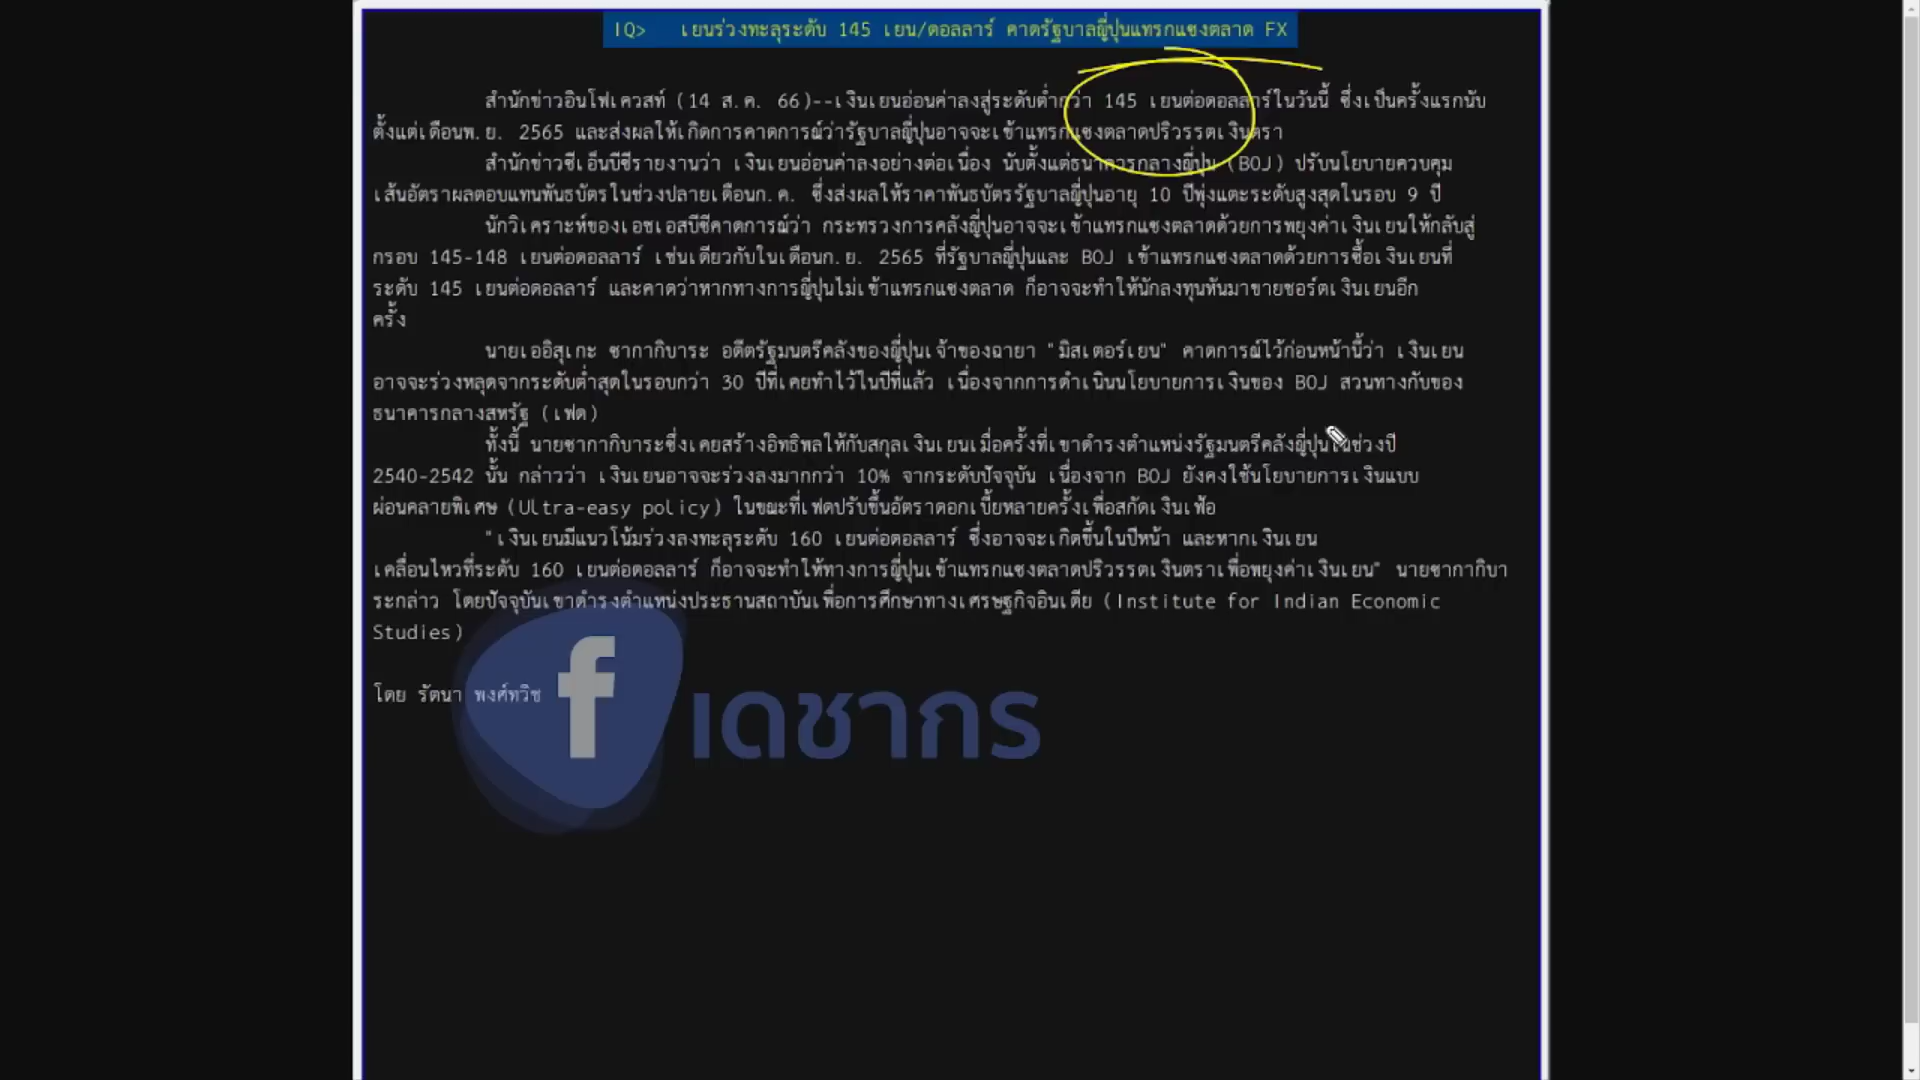 IQ> เยนร่วงทะลุระดับ 145 เยน/ดอลลาร์ คาดรัฐบาลญี่ปุ่นแทรกแซงตลาด FX
สำนักข่าวอินโฟเควสท์ (14 ส.ค. 66)--เงินเยนอ่อนค่าลงสู่ระดับต่ำกว่า 145 เยนต่อดอลลาร์ในวันนี้ ซึ่งเป็นครั้งแรกนับ
ตั้งแต่เดือนพ.ย. 2565 และส่งผลให้เกิดการคาดการณ์ว่ารัฐบาลญี่ปุ่นอาจจะเข้าแทรกแซงตลาดปริวรรตเงินตรา
สำนักข่าวซีเอ็นบีซีรายงานว่า เงินเยนอ่อนค่าลงอย่างต่อเนื่อง นับตั้งแต่ธนาคารกลางญี่ปุ่น (BOJ) ปรับนโยบายควบคุม
เส้นอัตราผลตอบแทนพันธบัตรในช่วงปลายเดือนก.ค. ซึ่งส่งผลให้ราคาพันธบัตรรัฐบาลญี่ปุ่นอายุ 10 ปีพุ่งแตะระดับสูงสุดในรอบ 9 ปี
นักวิเคราะห์ของเอชเอสบีซีคาดการณ์ว่า กระทรวงการคลังญี่ปุ่นอาจจะเข้าแทรกแซงตลาดด้วยการพยุงค่าเงินเยนให้กลับสู่
กรอบ 145-148 เยนต่อดอลลาร์ เช่นเดียวกับในเดือนก.ย. 2565 ที่รัฐบาลญี่ปุ่นและ BOJ เข้าแทรกแซงตลาดด้วยการซื้อเงินเยนที่
ระดับ 145 เยนต่อดอลลาร์ และคาดว่าหากทางการญี่ปุ่นไม่เข้าแทรกแซงตลาด ก็อาจจะทำให้นักลงทุนหันมาขายชอร์ตเงินเยนอีก
ครั้ง
นายเออิสุเกะ ซากากิบาระ อดีตรัฐมนตรีคลังของญี่ปุ่นเจ้าของฉายา "มิสเตอร์เยน" คาดการณ์ไว้ก่อนหน้านี้ว่า เงินเยน
อาจจะร่วงหลุดจากระดับต่ำสุดในรอบกว่า 30 ปีที่เคยทำไว้ในปีที่แล้ว เนื่องจากการดำเนินนโยบายการเงินของ BOJ สวนทางกับของ
ธนาคารกลางสหรัฐ (เฟด)
ทั้งนี้ นายซากากิบาระซึ่งเคยสร้างอิทธิพลให้กับสกุลเงินเยนเมื่อครั้งที่เขาดำรงตำแหน่งรัฐมนตรีคลังญี่ปุ่นในช่วงปี
2540-2542 นั้น กล่าวว่า เงินเยนอาจจะร่วงลงมากกว่า 10% จากระดับปัจจุบัน เนื่องจาก BOJ ยังคงใช้นโยบายการเงินแบบ
ผ่อนคลายพิเศษ (Ultra-easy policy) ในขณะที่เฟดปรับขึ้นอัตราดอกเบี้ยหลายครั้งเพื่อสกัดเงินเฟ้อ
"เงินเยนมีแนวโน้มร่วงลงทะลุระดับ 160 เยนต่อดอลลาร์ ซึ่งอาจจะเกิดขึ้นในปีหน้า และหากเงินเยน
เคลื่อนไหวที่ระดับ 160 เยนต่อดอลลาร์ ก็อาจจะทำให้ทางการญี่ปุ่นเข้าแทรกแซงตลาดปริวรรตเงินตราเพื่อพยุงค่าเงินเยน" นายซากากิบา
ระกล่าว โดยปัจจุบันเขาดำรงตำแหน่งประธานสถาบันเพื่อการศึกษาทางเศรษฐกิจอินเดีย (Institute for Indian Economic
Studies)
โดย รัตนา พงศ์ทวิช
f เดชากร